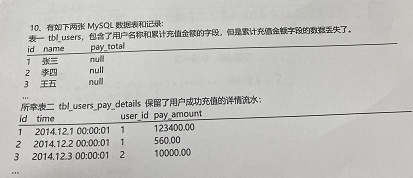 10、有如下两张 MySQL 数据表和记录:
表一 tbl_users，包含了用户名称和累计充值金额的字段，但是累计充值金额字段的数据丢失了。
id name pay_total
1 张三 null
2 李四 null
3 王五 null
...
所幸表二 tbl_users_pay_details 保留了用户成功充值的详情流水:
id time user_id pay_amount
1 2014.12.1 00:00:01 1 123400.00
2 2014.12.2 00:00:01 1 560.00
3 2014.12.3 00:00:01 2 10000.00
...